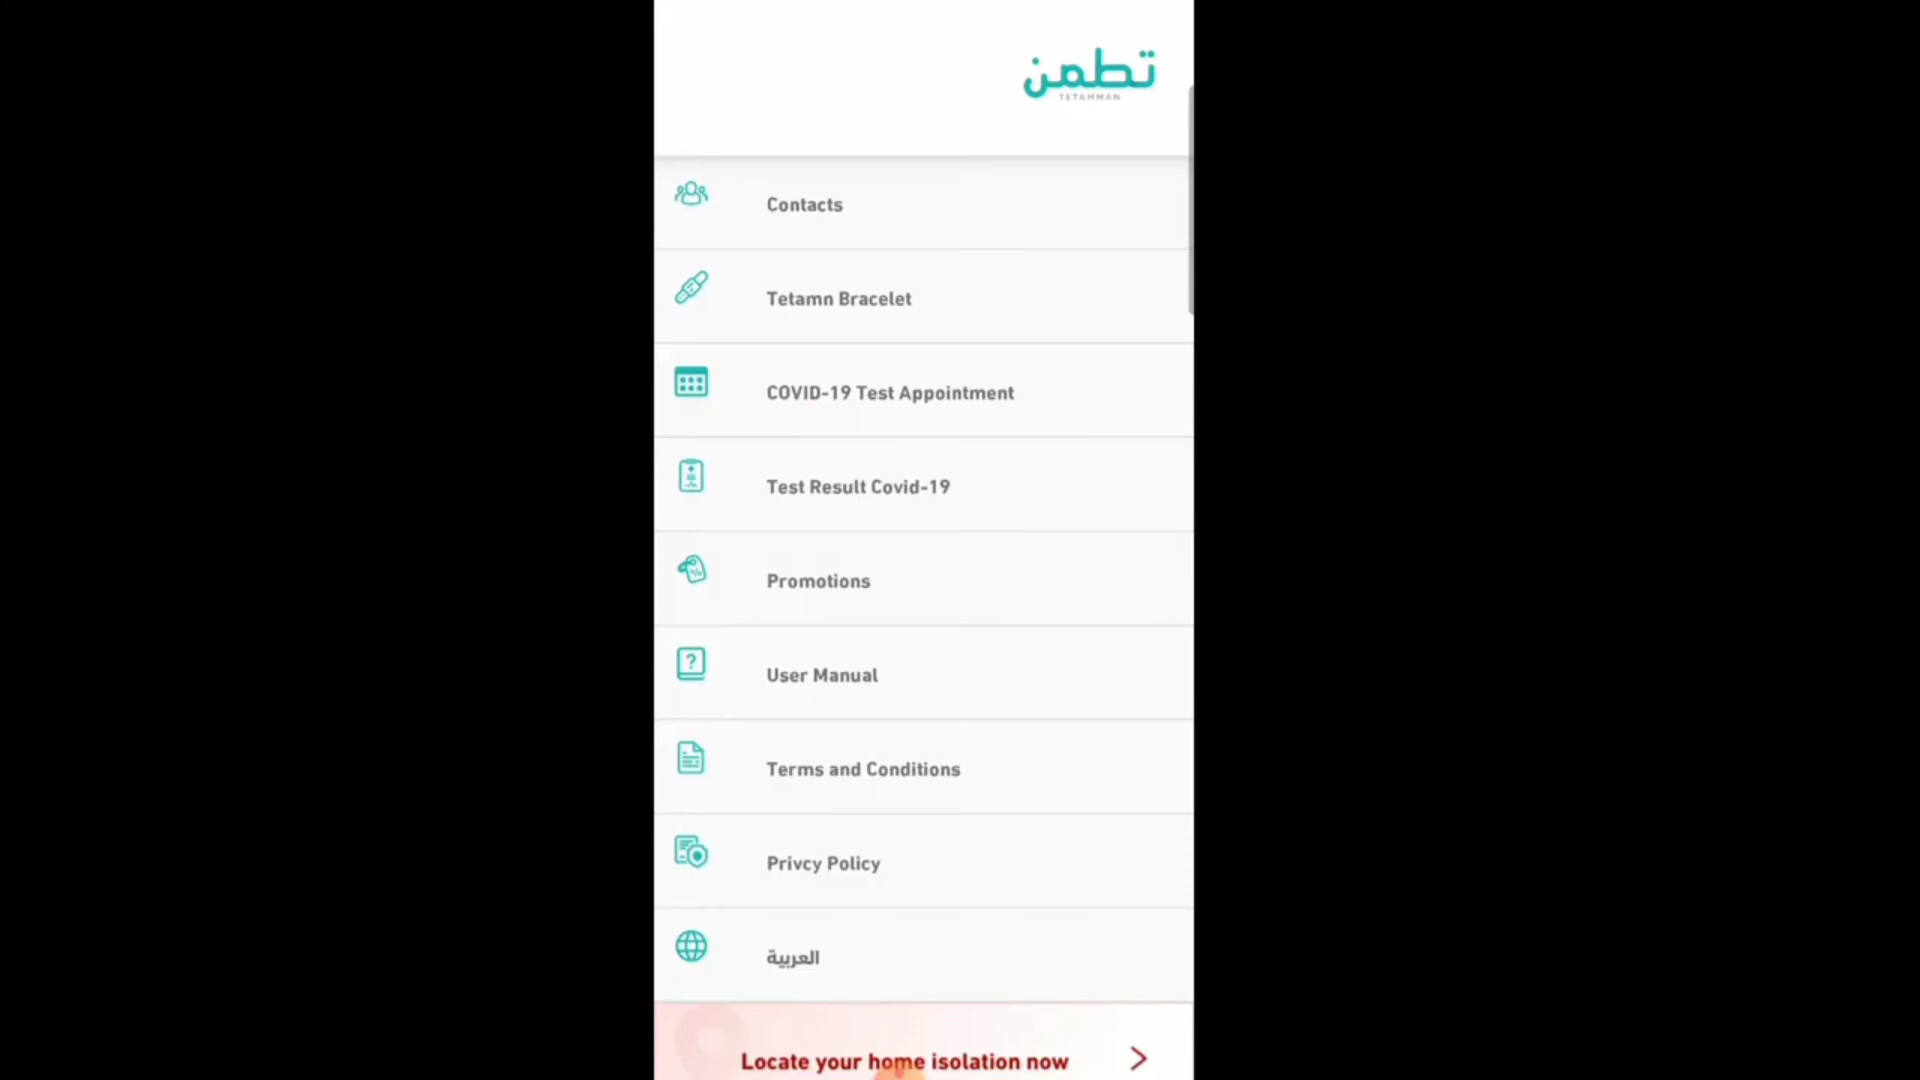 تطمن
TETAMMAN
Contacts
Tetamn Bracelet
COVID-19 Test Appointment
Test Result Covid-19
Promotions
User Manual
Terms and Conditions
Privcy Policy
العربية
Locate your home isolation now